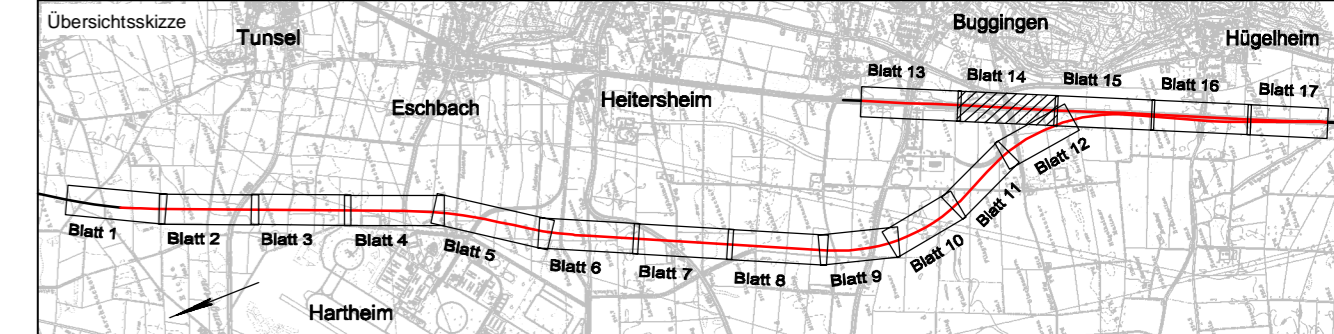 Übersichtsskizze
Tunsel
Buggingen
Hügelheim
Eschbach
Heitersheim
Blatt 13
Blatt 14
Blatt 15
Blatt 16
Blatt 17
Blatt 12
Blatt 11
Blatt 10
Blatt 1
Blatt 2
Blatt 3
Blatt 4
Blatt 5
Blatt 6
Blatt 7
Blatt 8
Blatt 9
Hartheim